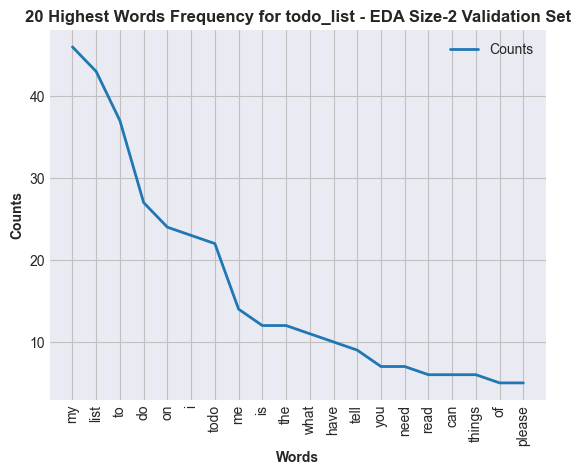 20 Highest Words Frequency for todo_list - EDA Size-2 Validation Set
Counts
40
30
20
10
Counts
my
list
to
do
on
i
todo
me
is
the
what
have
tell
you
need
read
can
things
of
please
Words